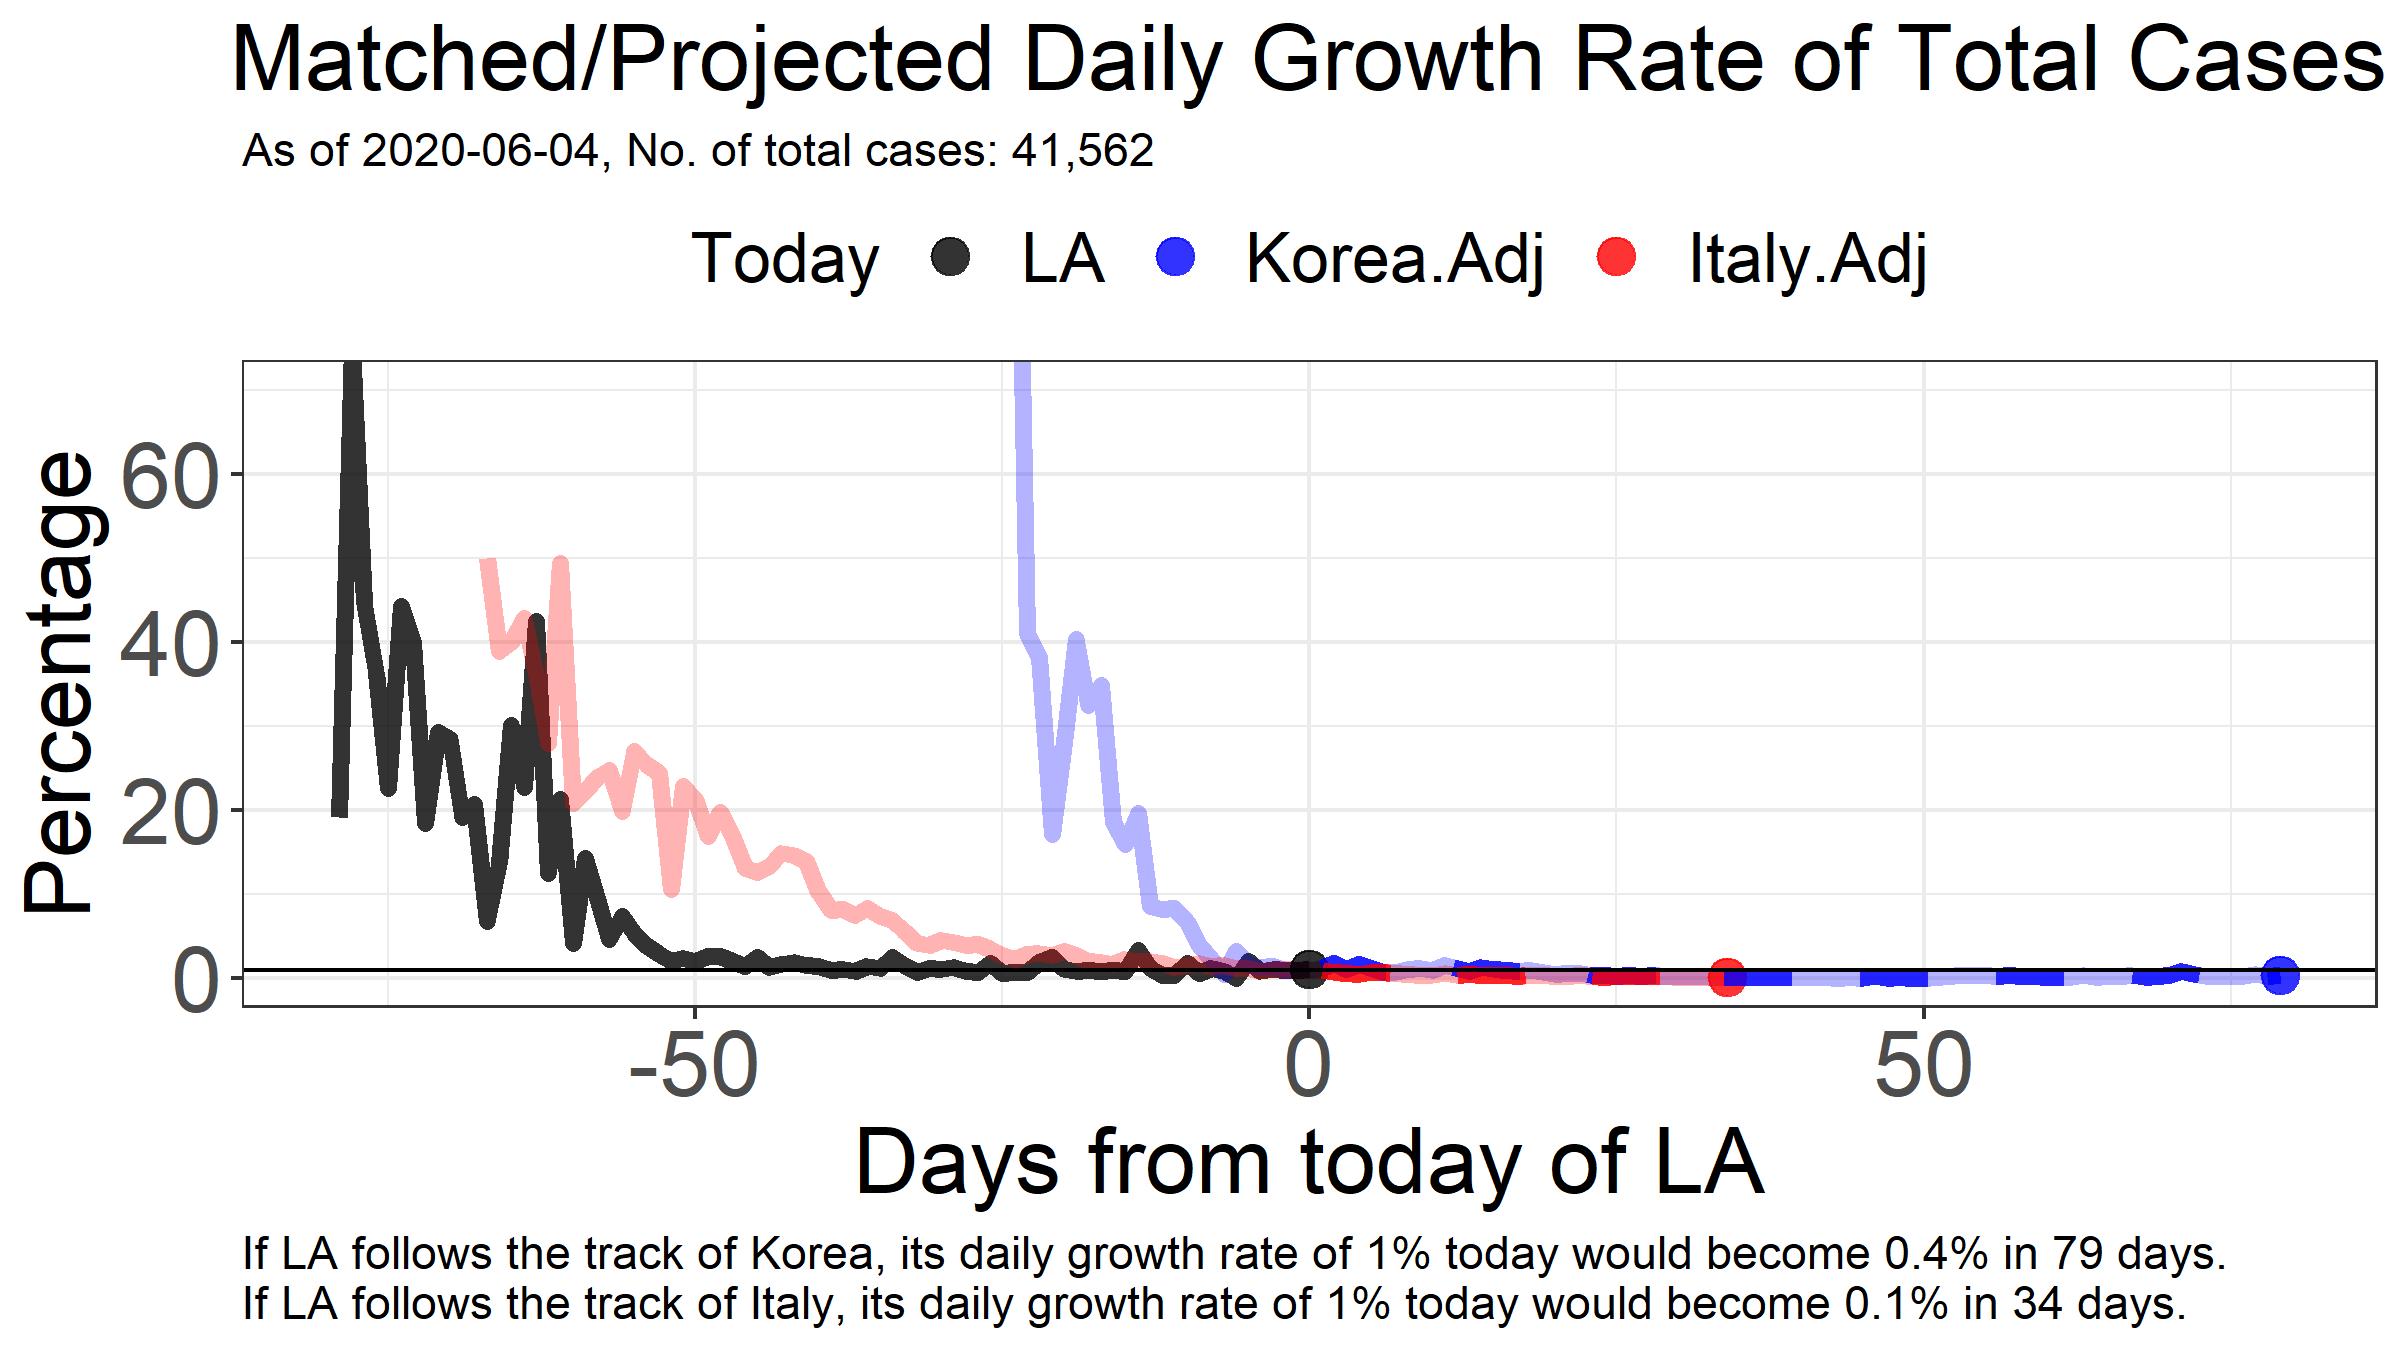 Matched/Projected Daily Growth Rate of Total Cases
As of 2020-06-04, No. of total cases: 41,562
Today LA Korea.Adj Italy.Adj
Percentage
60
40
20
0
-50 0 50
Days from today of LA
If LA follows the track of Korea, its daily growth rate of 1% today would become 0.4% in 79 days.
If LA follows the track of Italy, its daily growth rate of 1% today would become 0.1% in 34 days.